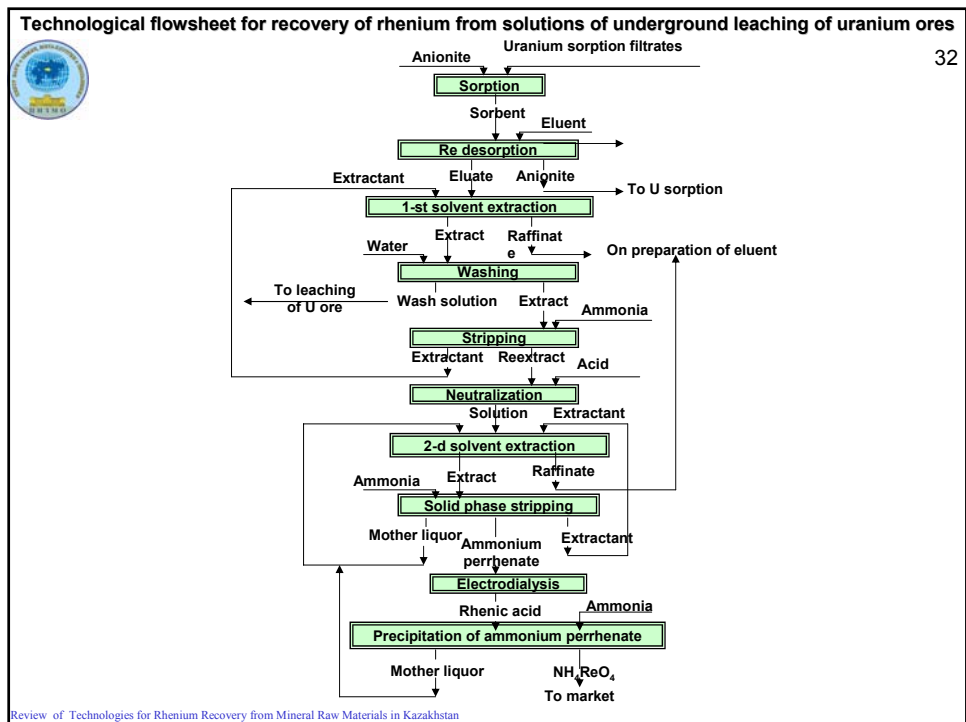 Technological flowsheet for recovery of rhenium from solutions of underground leaching of uranium ores
32
Anionite
Uranium sorption filtrates
Sorption
Sorbent
Eluent
Re desorption
Extractant
Eluate
Anionite
To U sorption
1-st solvent extraction
Extract
Raffinat
e
Water
On preparation of eluent
Washing
To leaching
of U ore
Wash solution
Extract
Ammonia
Stripping
Extractant
Reextract
Acid
Neutralization
Solution
Extractant
2-d solvent extraction
Extract
Raffinate
Ammonia
Solid phase stripping
Mother liquor
Ammonium
perrhenate
Extractant
Electrodialysis
Rhenic acid
Ammonia
Precipitation of ammonium perrhenate
Mother liquor
NH4ReO4
To market
Review of Technologies for Rhenium Recovery from Mineral Raw Materials in Kazakhstan